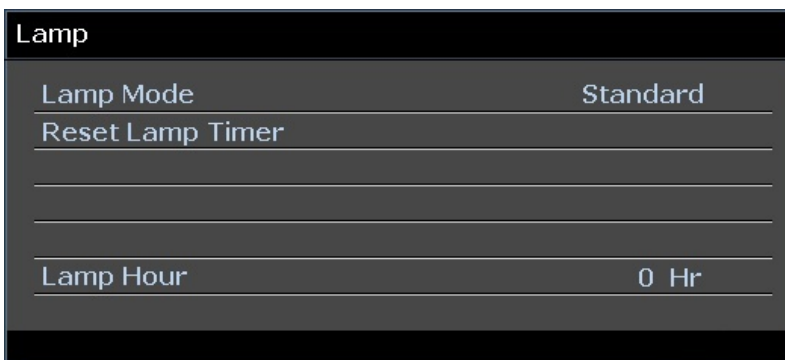 Lamp
Lamp Mode Standard
Reset Lamp Timer
Lamp Hour 0 Hr